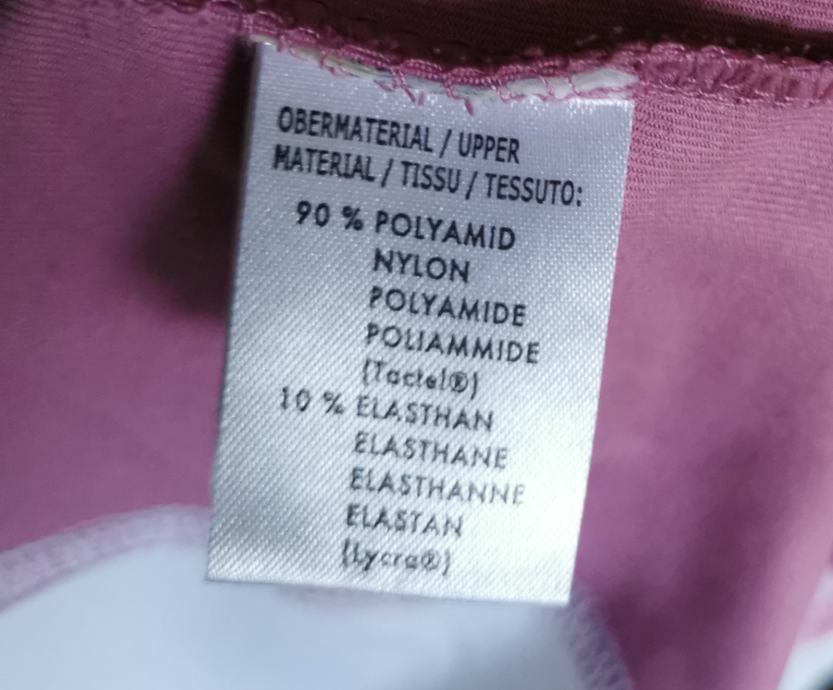 OBERMATERIAL / UPPER
MATERIAL / TISSU / TESSUTO:
90 % POLYAMID
NYLON
POLYAMIDE
POLIAMMIDE
(Tactel®)
10 % ELASTHAN
ELASTHANE
ELASTHANNE
ELASTAN
(Lycra®)